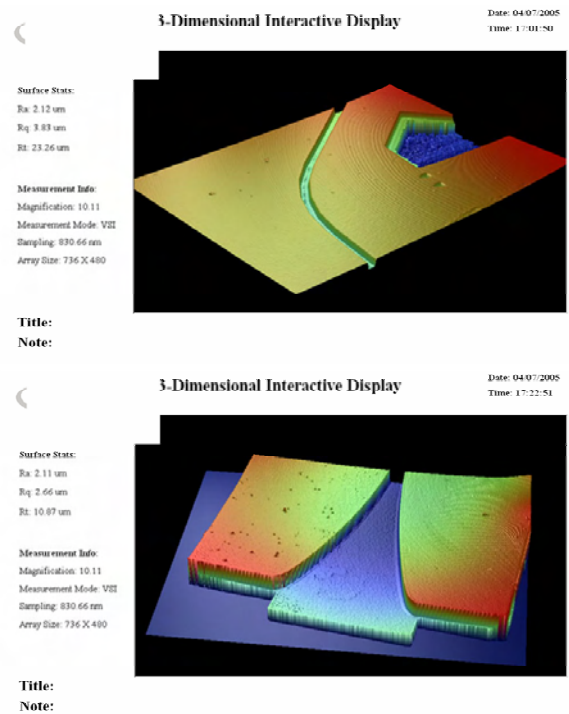 3-Dimensional Interactive Display
Date: 04/07/2005
Time: 17:01:50
Surface Stats:
Ra: 2.12 um
Rq: 3.83 um
Rt: 23.26 um
Measurement Info:
Magnification: 10.11
Measurement Mode: VSI
Sampling: 830.66 nm
Array Size: 736 X 480
Title:
Note:
3-Dimensional Interactive Display
Date: 04/07/2005
Time: 17:22:51
Surface Stats:
Ra: 2.11 um
Rq: 2.66 um
Rt: 10.07 um
Measurement Info:
Magnification: 10.11
Measurement Mode: VSI
Sampling: 830.66 nm
Array Size: 736 X 480
Title:
Note: